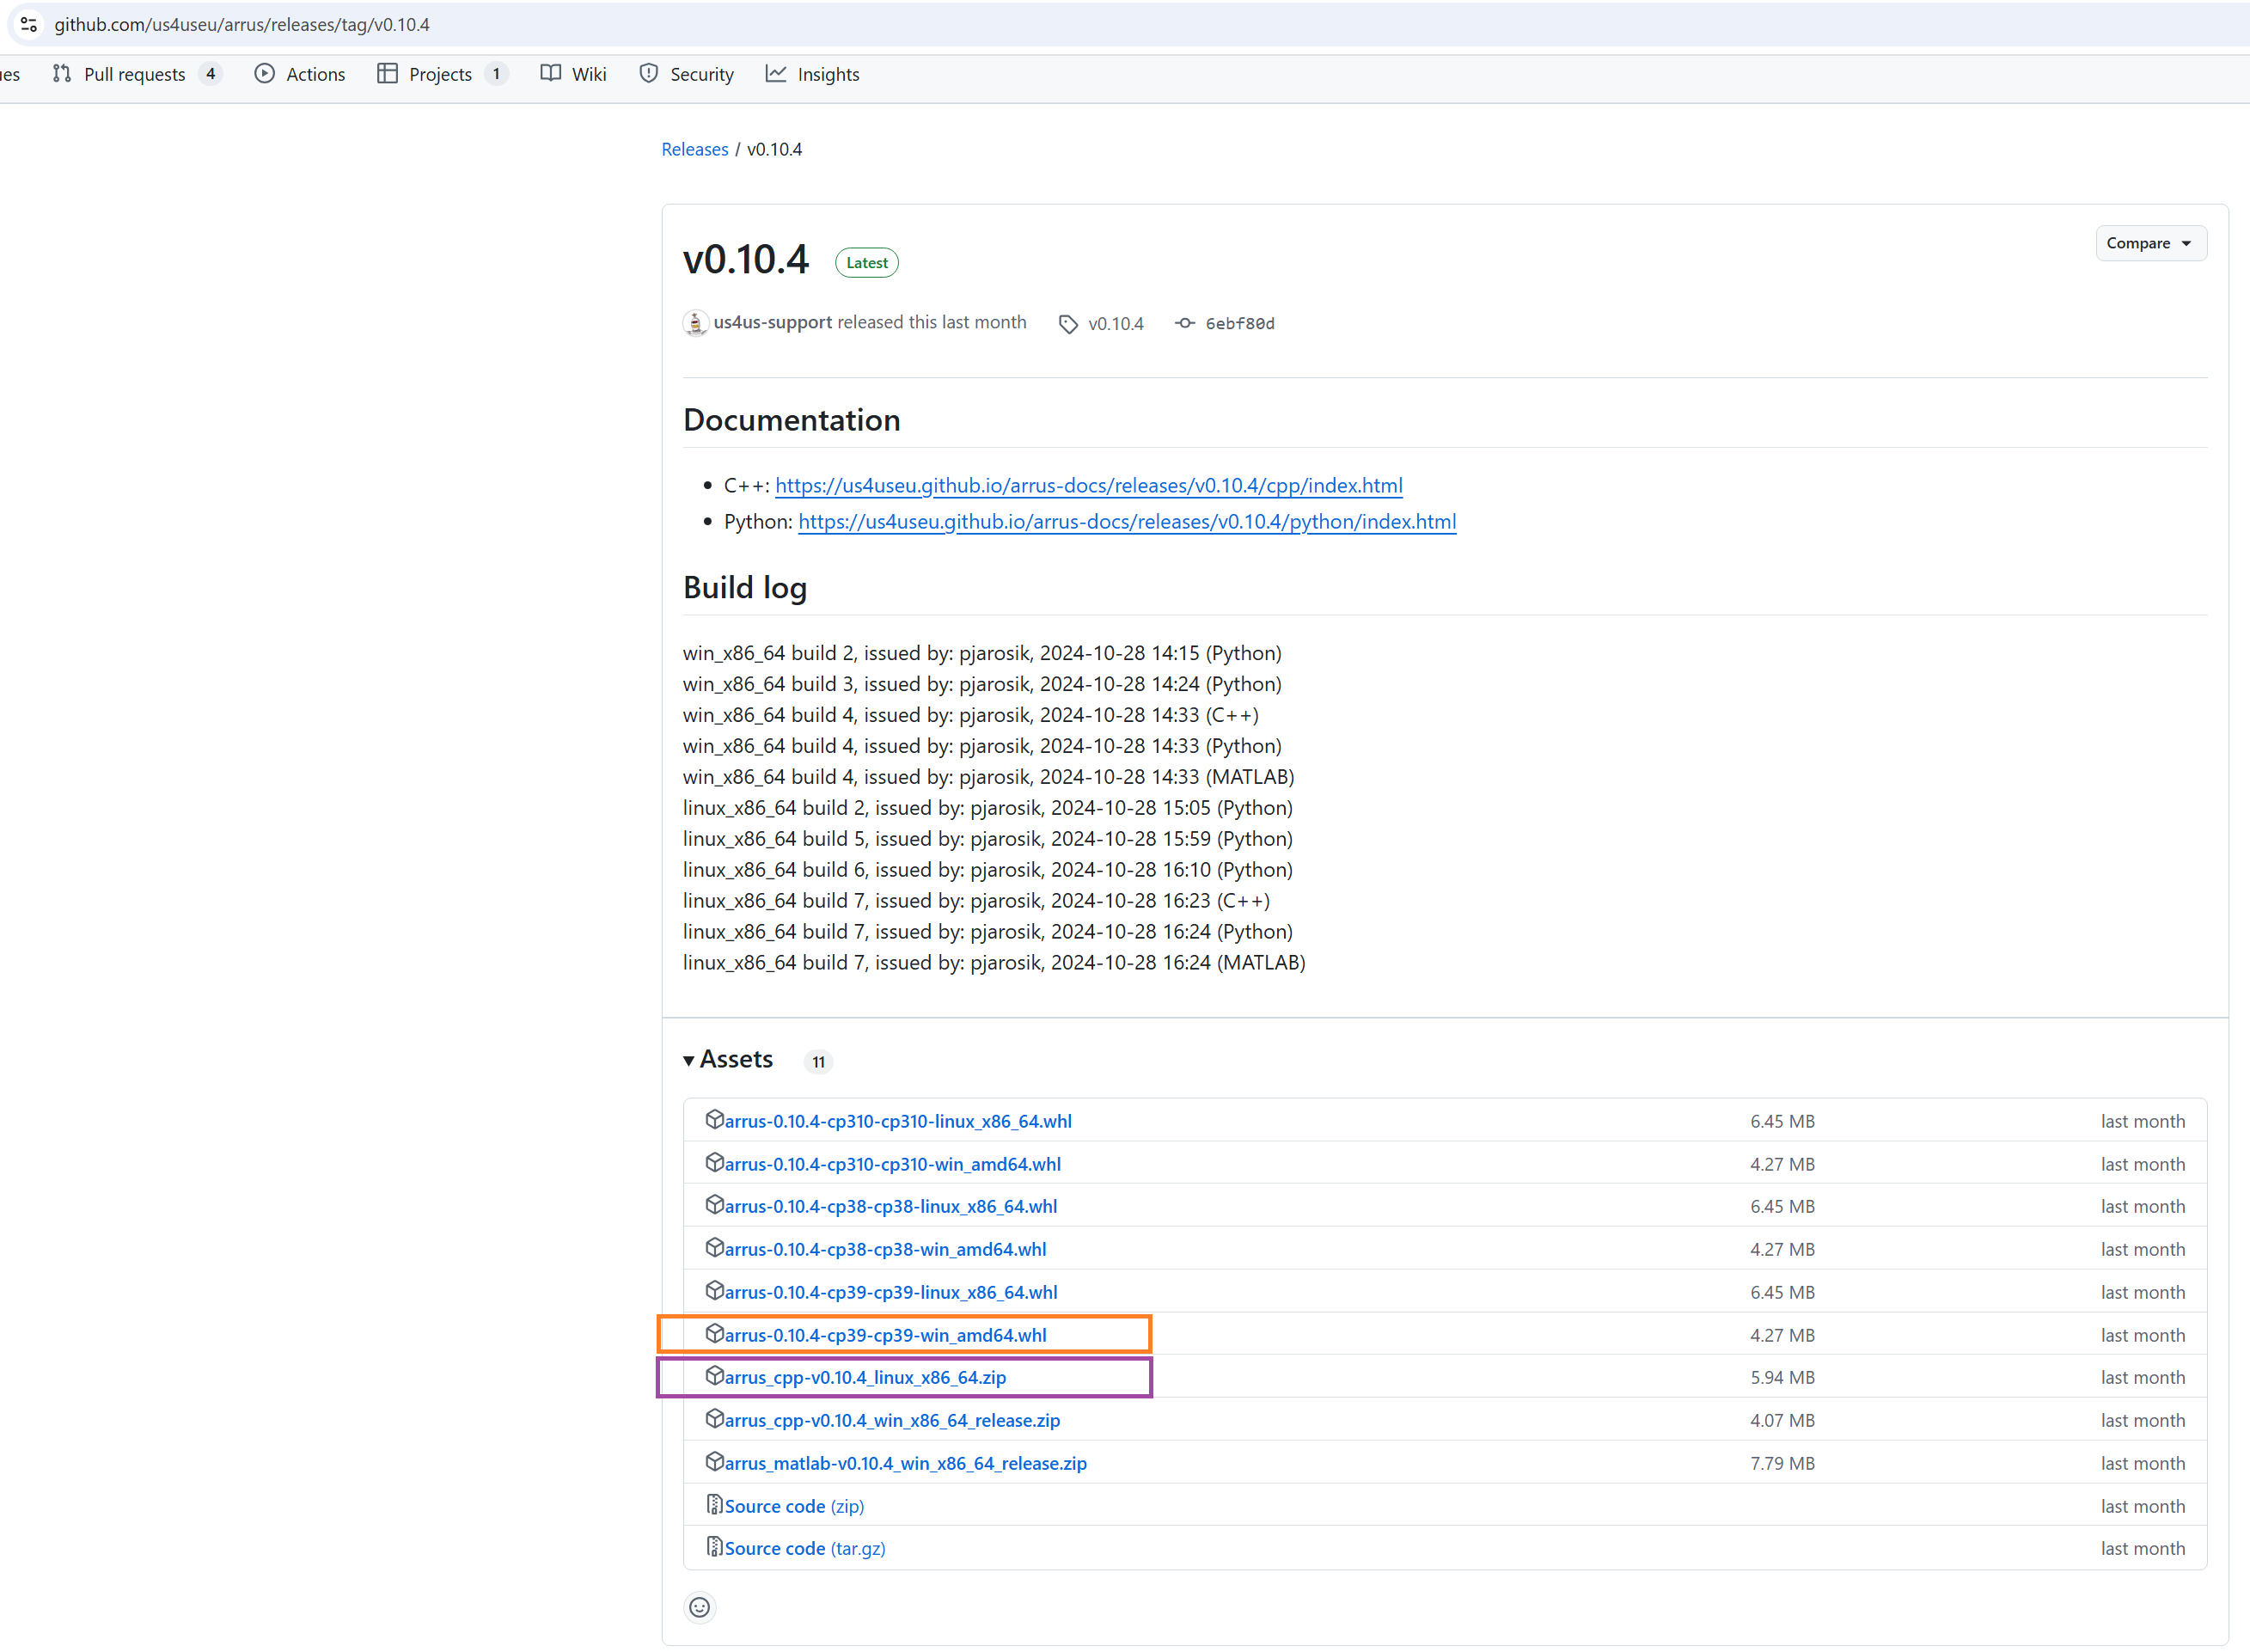 github.com/us4useu/arrus/releases/tag/v0.10.4
es Pull requests 4 Actions Projects 1 Wiki Security Insights
Releases / v0.10.4
v0.10.4 Latest Compare
us4us-support released this last month v0.10.4 6ebf80d
Documentation
C++: https://us4useu.github.io/arrus-docs/releases/v0.10.4/cpp/index.html
Python: https://us4useu.github.io/arrus-docs/releases/v0.10.4/python/index.html
Build log
win_x86_64 build 2, issued by: pjarosik, 2024-10-28 14:15 (Python)
win_x86_64 build 3, issued by: pjarosik, 2024-10-28 14:24 (Python)
win_x86_64 build 4, issued by: pjarosik, 2024-10-28 14:33 (C++)
win_x86_64 build 4, issued by: pjarosik, 2024-10-28 14:33 (Python)
win_x86_64 build 4, issued by: pjarosik, 2024-10-28 14:33 (MATLAB)
linux_x86_64 build 2, issued by: pjarosik, 2024-10-28 15:05 (Python)
linux_x86_64 build 5, issued by: pjarosik, 2024-10-28 15:59 (Python)
linux_x86_64 build 6, issued by: pjarosik, 2024-10-28 16:10 (Python)
linux_x86_64 build 7, issued by: pjarosik, 2024-10-28 16:23 (C++)
linux_x86_64 build 7, issued by: pjarosik, 2024-10-28 16:24 (Python)
linux_x86_64 build 7, issued by: pjarosik, 2024-10-28 16:24 (MATLAB)
Assets 11
arrus-0.10.4-cp310-cp310-linux_x86_64.whl 6.45 MB last month
arrus-0.10.4-cp310-cp310-win_amd64.whl 4.27 MB last month
arrus-0.10.4-cp38-cp38-linux_x86_64.whl 6.45 MB last month
arrus-0.10.4-cp38-cp38-win_amd64.whl 4.27 MB last month
arrus-0.10.4-cp39-cp39-linux_x86_64.whl 6.45 MB last month
arrus-0.10.4-cp39-cp39-win_amd64.whl 4.27 MB last month
arrus_cpp-v0.10.4_linux_x86_64.zip 5.94 MB last month
arrus_cpp-v0.10.4_win_x86_64_release.zip 4.07 MB last month
arrus_matlab-v0.10.4_win_x86_64_release.zip 7.79 MB last month
Source code (zip) last month
Source code (tar.gz) last month